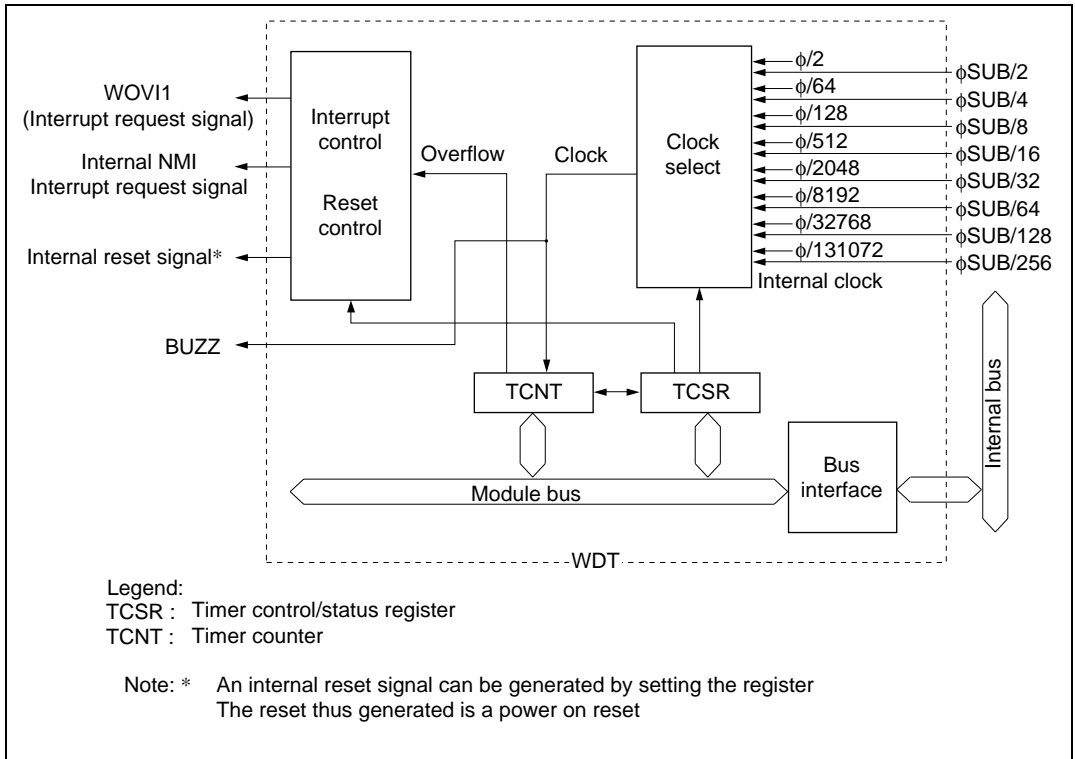 WOVI1
(Interrupt request signal)
Internal NMI
Interrupt request signal
Internal reset signal*
BUZZ
Interrupt
control
Reset
control
Overflow
Clock
Clock
select
ϕ/2
ϕSUB/2
ϕ/64
ϕSUB/4
ϕ/128
ϕSUB/8
ϕ/512
ϕSUB/16
ϕ/2048
ϕSUB/32
ϕ/8192
ϕSUB/64
ϕ/32768
ϕSUB/128
ϕ/131072
ϕSUB/256
Internal clock
TCNT
TCSR
Module bus
Bus
interface
Internal bus
WDT
Legend:
TCSR : Timer control/status register
TCNT : Timer counter
Note: * An internal reset signal can be generated by setting the register
The reset thus generated is a power on reset